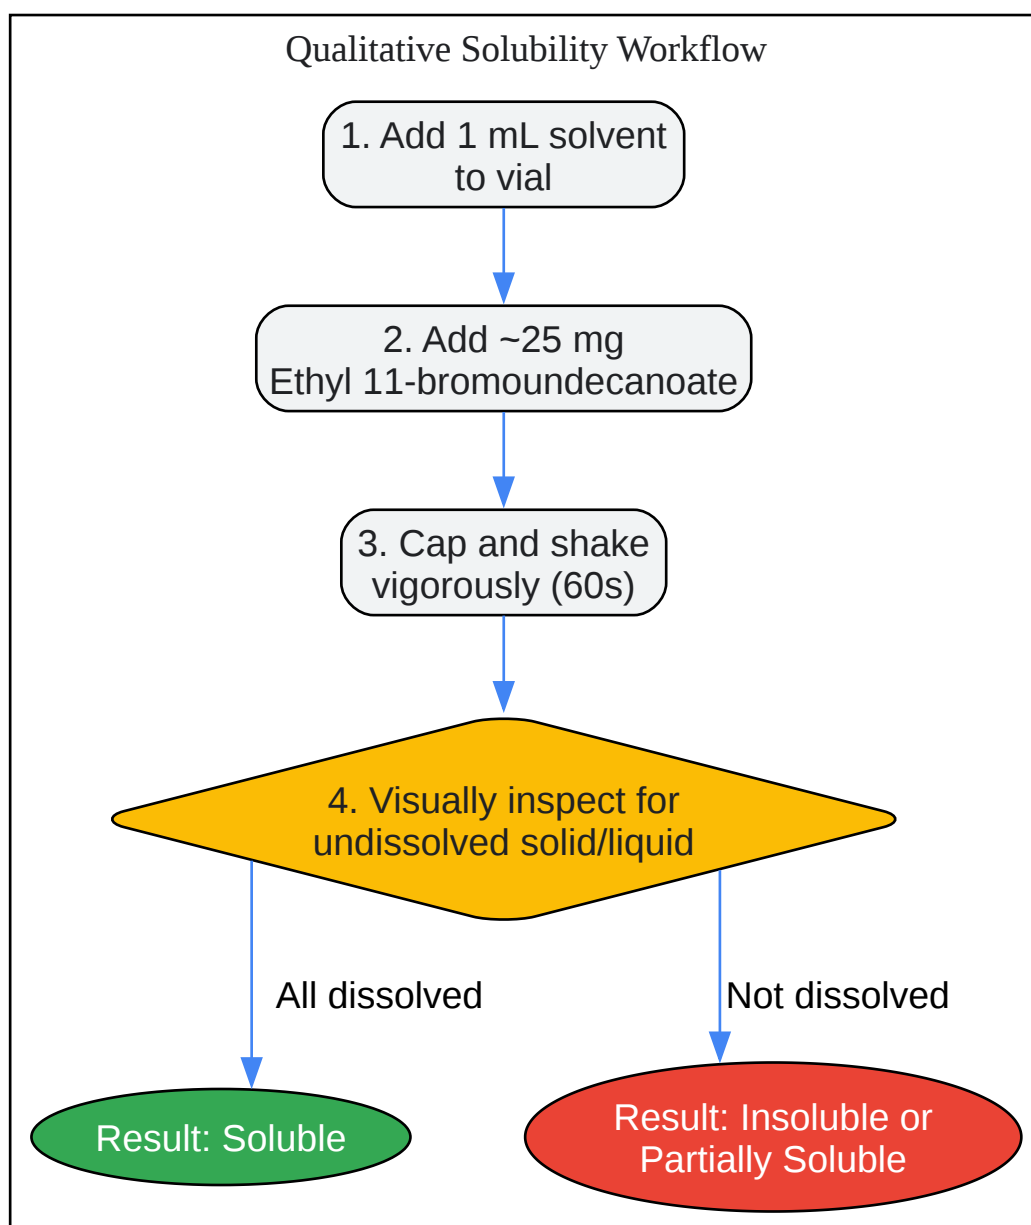 Qualitative Solubility Workflow
1. Add 1 mL solvent
to vial
2. Add ~25 mg
Ethyl 11-bromoundecanoate
3. Cap and shake
vigorously (60s)
4. Visually inspect for
undissolved solid/liquid
All dissolved
Not dissolved
Result: Soluble
Result: Insoluble or
Partially Soluble